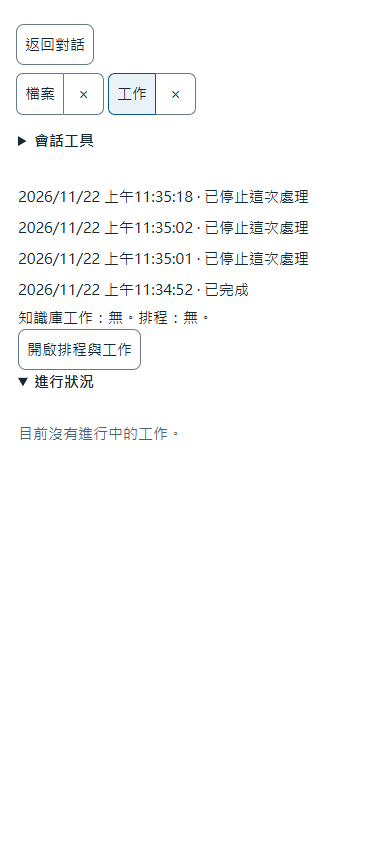 返回對話
檔案 × 工作 ×
▶ 會話工具
2026/11/22 上午11:35:18 · 已停止這次處理
2026/11/22 上午11:35:02 · 已停止這次處理
2026/11/22 上午11:35:01 · 已停止這次處理
2026/11/22 上午11:34:52 · 已完成
知識庫工作：無。排程：無。
開啟排程與工作
▼ 進行狀況
目前沒有進行中的工作。